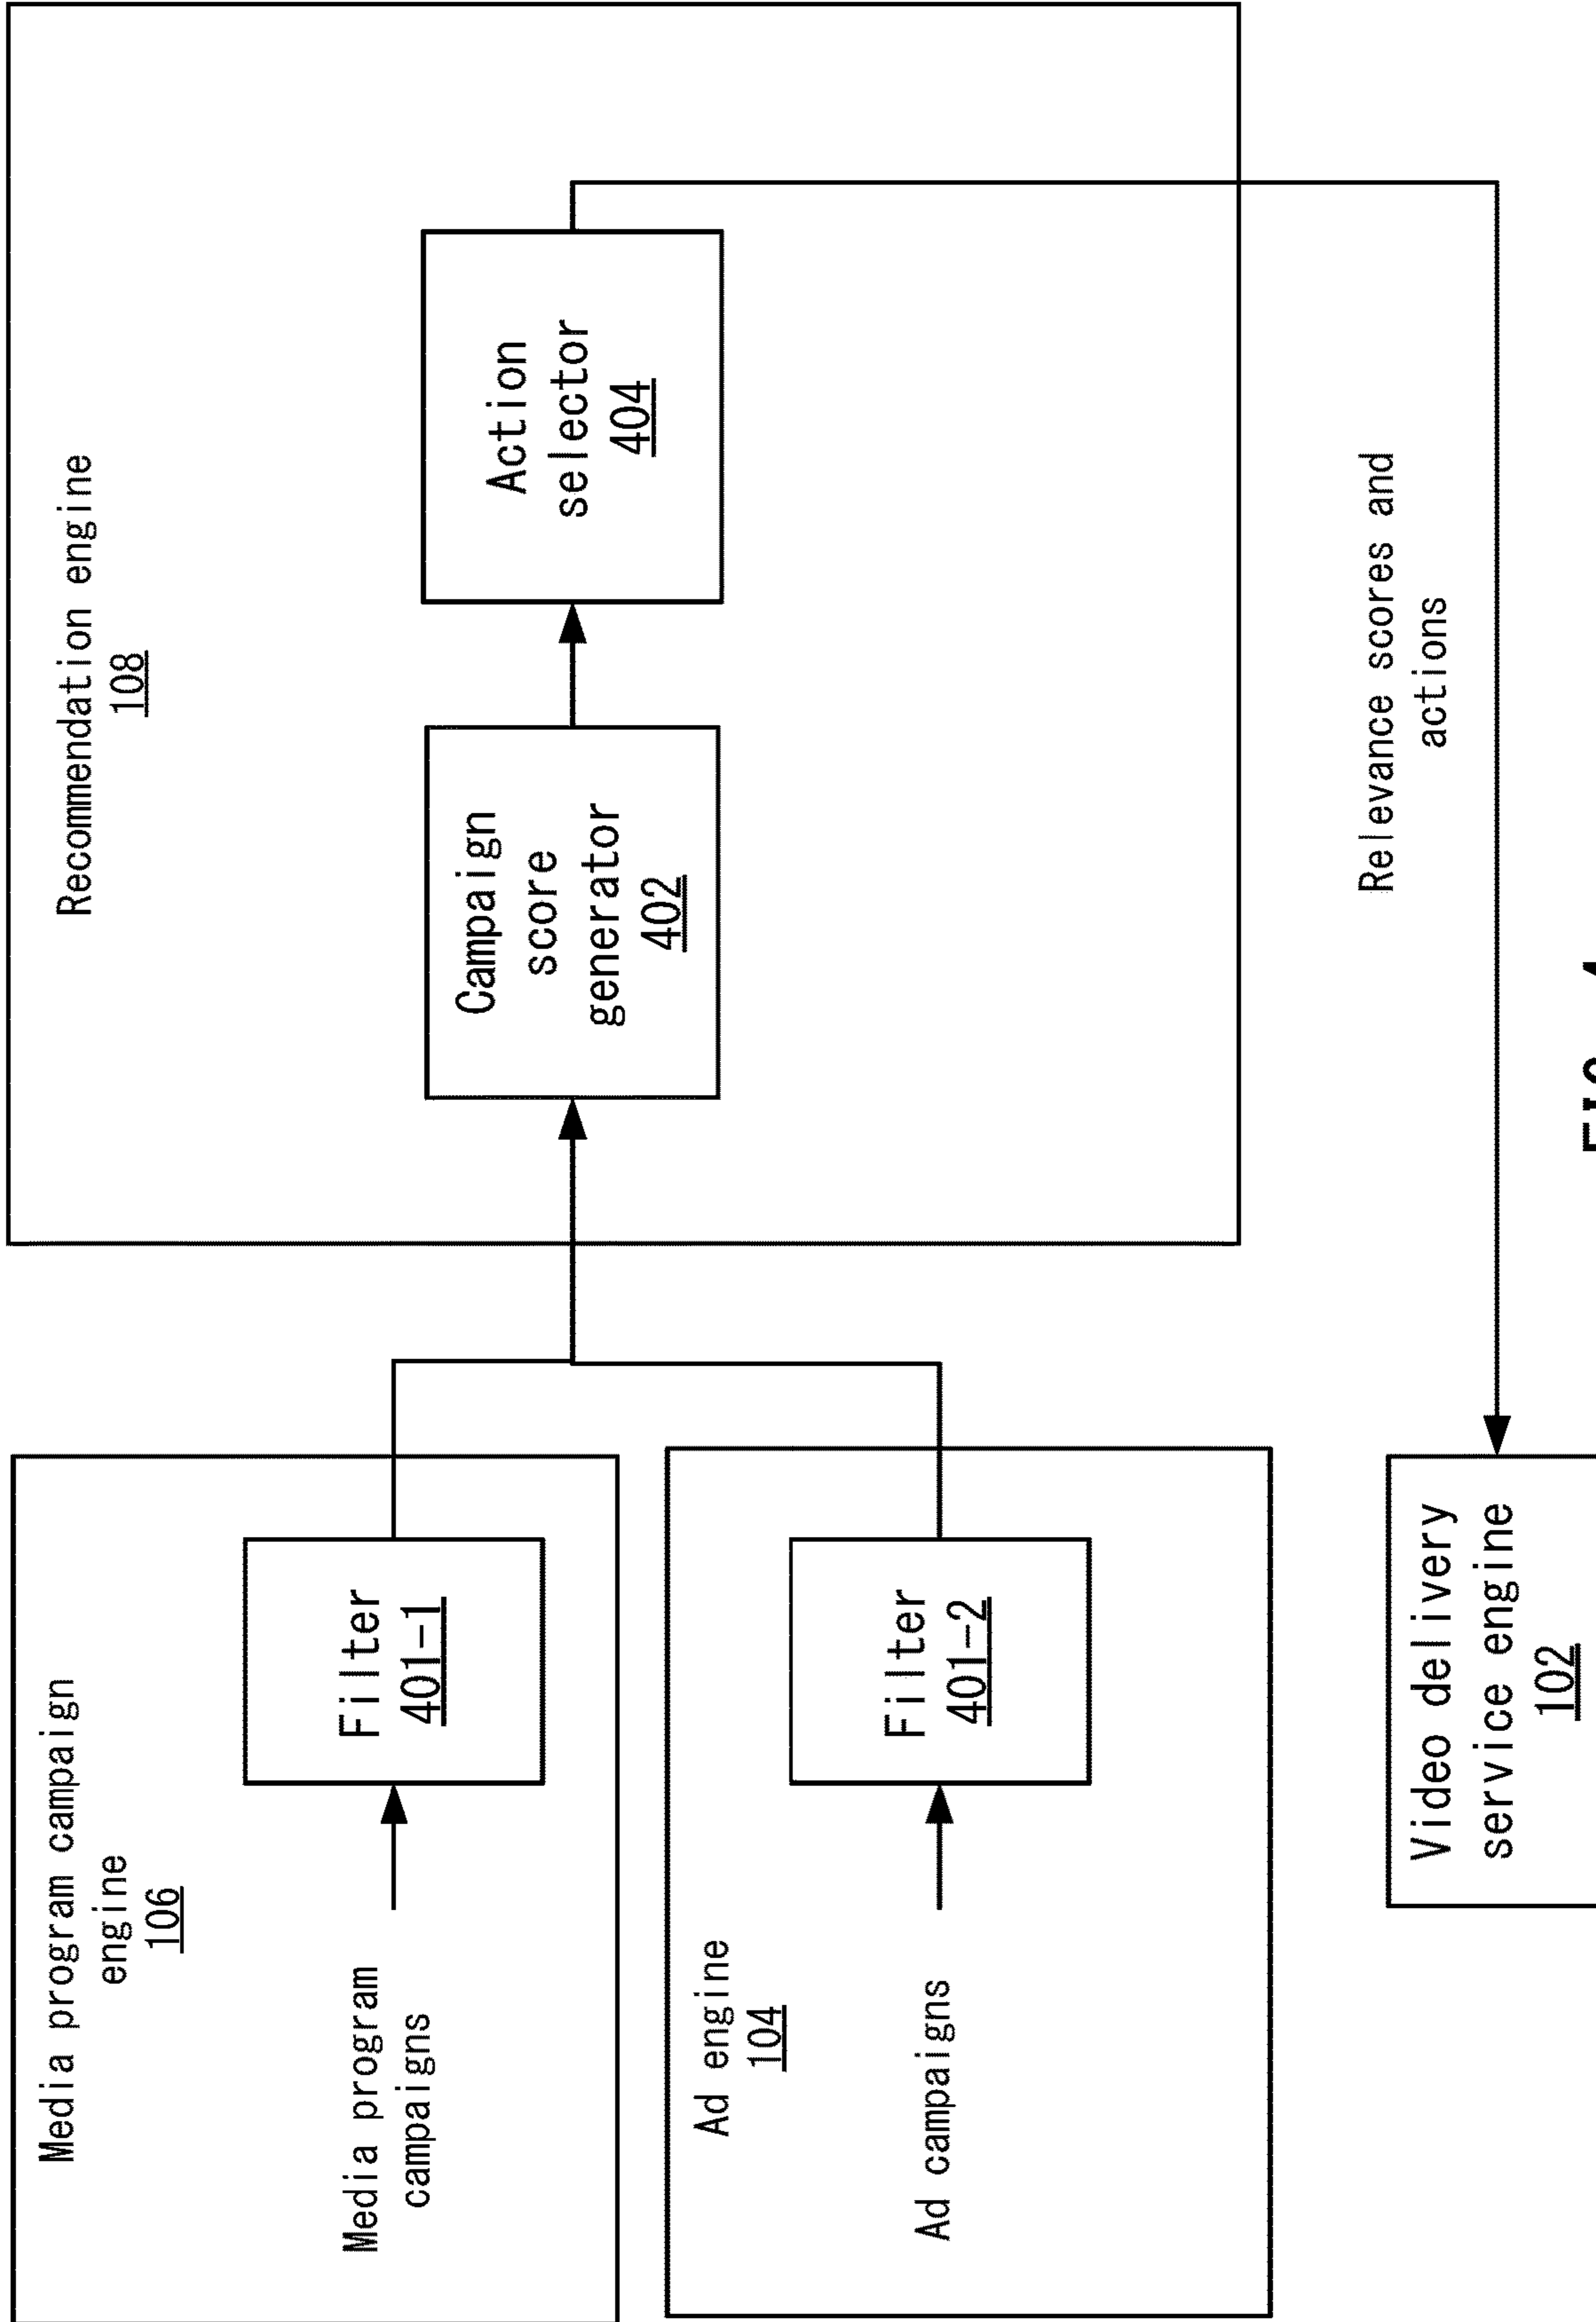 Media program campaign
engine
106
Media program
campaigns
Filter
401-1
Ad engine
104
Ad campaigns
Filter
401-2
Recommendation engine
108
Campaign
score
generator
402
Action
selector
404
Relevance scores and
actions
Video delivery
service engine
102